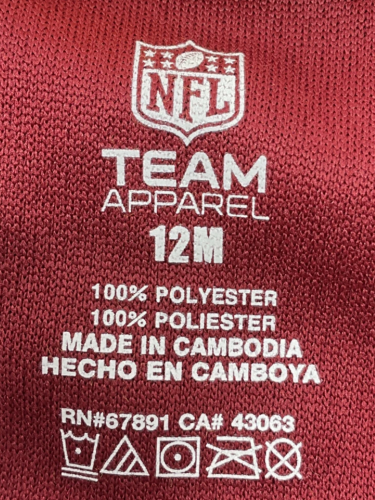 NFL
TEAM
APPAREL
12M
100% POLYESTER
100% POLIESTER
MADE IN CAMBODIA
HECHO EN CAMBOYA
RN#67891 CA# 43063